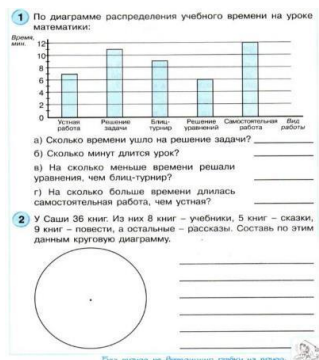 1 По диаграмме распределения учебного времени на уроке
математики:
Время,
мин.
12
10
8
6
4
2
0
Устная работа
Решение задачи
Блиц-турнир
Решение уравнений
Самостоятельная работа
Вид работы
а) Сколько времени ушло на решение задачи?
б) Сколько минут длится урок?
в) На сколько меньше времени решали
уравнения, чем блиц-турнир?
г) На сколько больше времени длилась
самостоятельная работа, чем устная?
2 У Саши 36 книг. Из них 8 книг – учебники, 5 книг – сказки,
9 книг – повести, а остальные – рассказы. Составь по этим
данным круговую диаграмму.